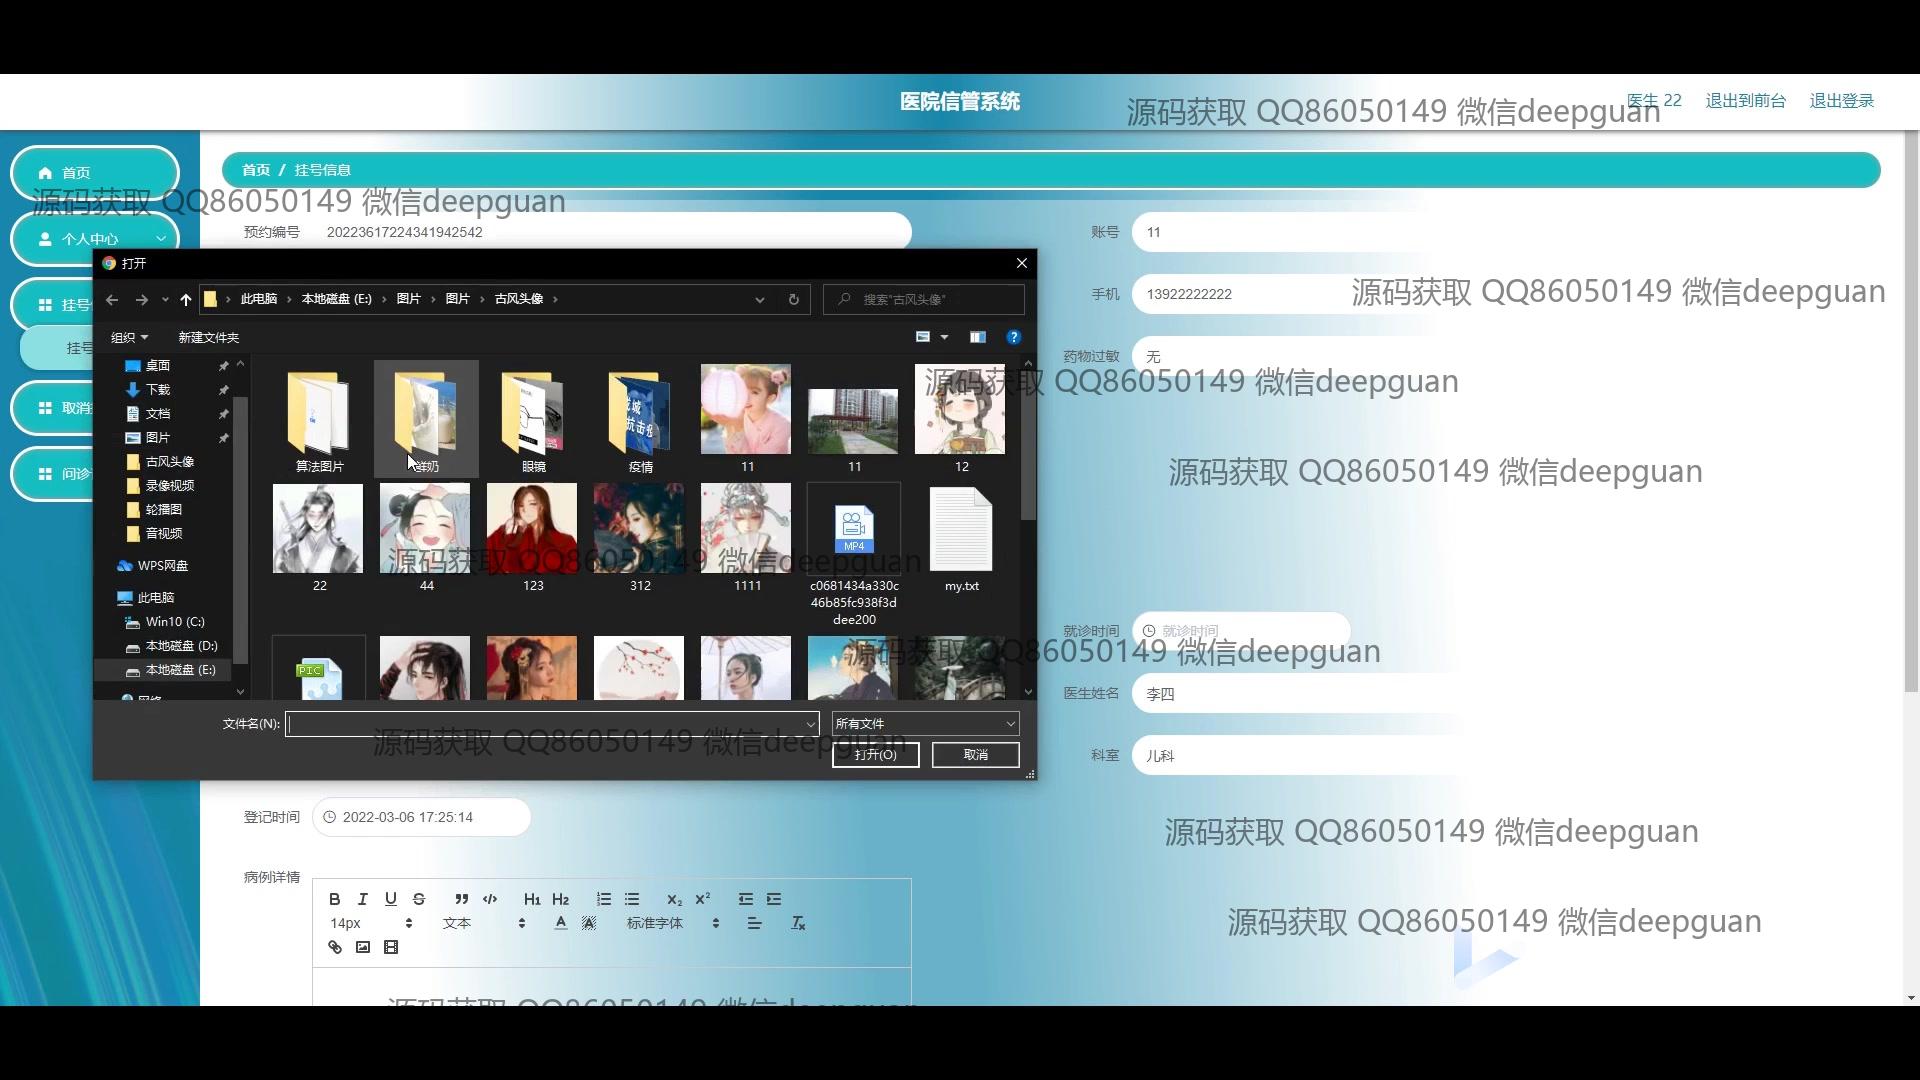 医院信管系统
医生 22 退出到前台 退出登录
源码获取 QQ86050149 微信deepguan
首页
首页 / 挂号信息
源码获取 QQ86050149 微信deepguan
个人中心
预约编号 20223617224341942542
账号 11
打开
挂号
此电脑 本地磁盘 (E:) 图片 图片 古风头像
搜索"古风头像"
手机 13922222222
源码获取 QQ86050149 微信deepguan
组织 新建文件夹
挂号
药物过敏 无
桌面
下载
文档
图片
古风头像
录像视频
轮播图
音视频
WPS网盘
此电脑
Win10 (C:)
本地磁盘 (D:)
本地磁盘 (E:)
网络
取消
问诊
算法图片 鲜奶 眼镜 疫情 11 11 12
源码获取 QQ86050149 微信deepguan
源码获取 QQ86050149 微信deepguan
MP4
源码获取 QQ86050149 微信deepguan
22 44 123 312 1111 c0681434a330c46b85fc938f3ddee200 my.txt
PIC
就诊时间 就诊时间
源码获取 QQ86050149 微信deepguan
医生姓名 李四
文件名(N): 所有文件
源码获取 QQ86050149 微信deepguan
打开(O) 取消
科室 儿科
登记时间 2022-03-06 17:25:14
源码获取 QQ86050149 微信deepguan
病例详情
B I U S H1 H2 x2 x2
14px 文本 A A 标准字体
源码获取 QQ86050149 微信deepguan
源码获取 QQ86050149 微信deepguan